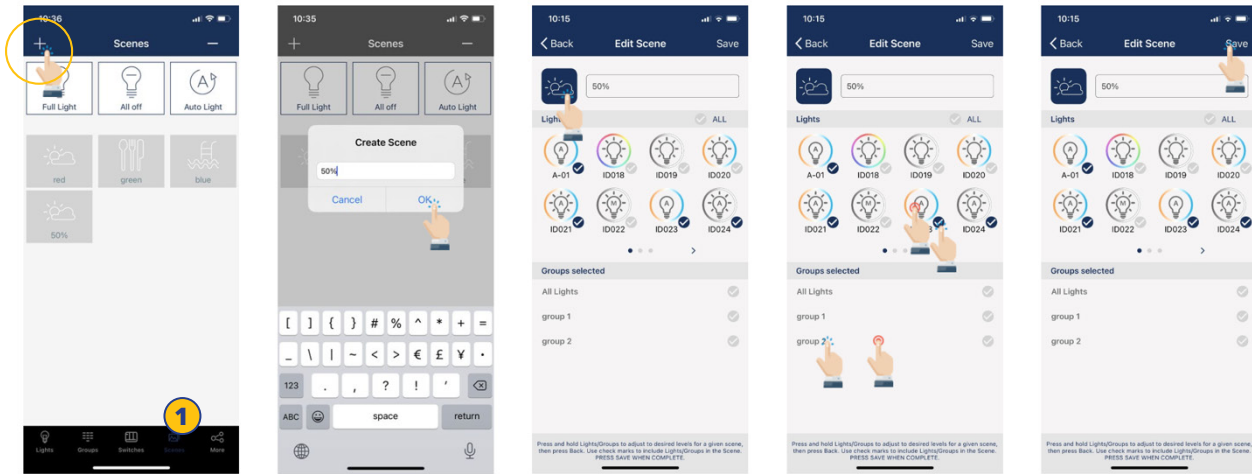 10:36
Scenes
Full Light
All off
Auto Light
red
green
blue
50%
1
Lights
Groups
Switches
Scenes
More
10:35
Scenes
Full Light
All off
Auto Light
Create Scene
50%
Cancel
OK
[ ] { } # % ^ * + =
_ \ | ~ < > € £ ¥ •
123 . , ? ! '
ABC
space
return
10:15
Back
Edit Scene
Save
50%
Lights
ALL
A-01
ID018
ID019
ID020
ID021
ID022
ID023
ID024
Groups selected
All Lights
group 1
group 2
Press and hold Lights/Groups to adjust to desired levels for a given scene,
then press Back. Use check marks to include Lights/Groups in the Scene.
PRESS SAVE WHEN COMPLETE.
10:15
Back
Edit Scene
Save
50%
Lights
ALL
A-01
ID018
ID019
ID020
ID021
ID022
3
ID024
Groups selected
All Lights
group 1
group 2
Press and hold Lights/Groups to adjust to desired levels for a given scene,
then press Back. Use check marks to include Lights/Groups in the Scene.
PRESS SAVE WHEN COMPLETE.
10:15
Back
Edit Scene
Save
50%
Lights
ALL
A-01
ID018
ID019
ID020
ID021
ID022
ID023
ID024
Groups selected
All Lights
group 1
group 2
Press and hold Lights/Groups to adjust to desired levels for a given scene,
then press Back. Use check marks to include Lights/Groups in the Scene.
PRESS SAVE WHEN COMPLETE.